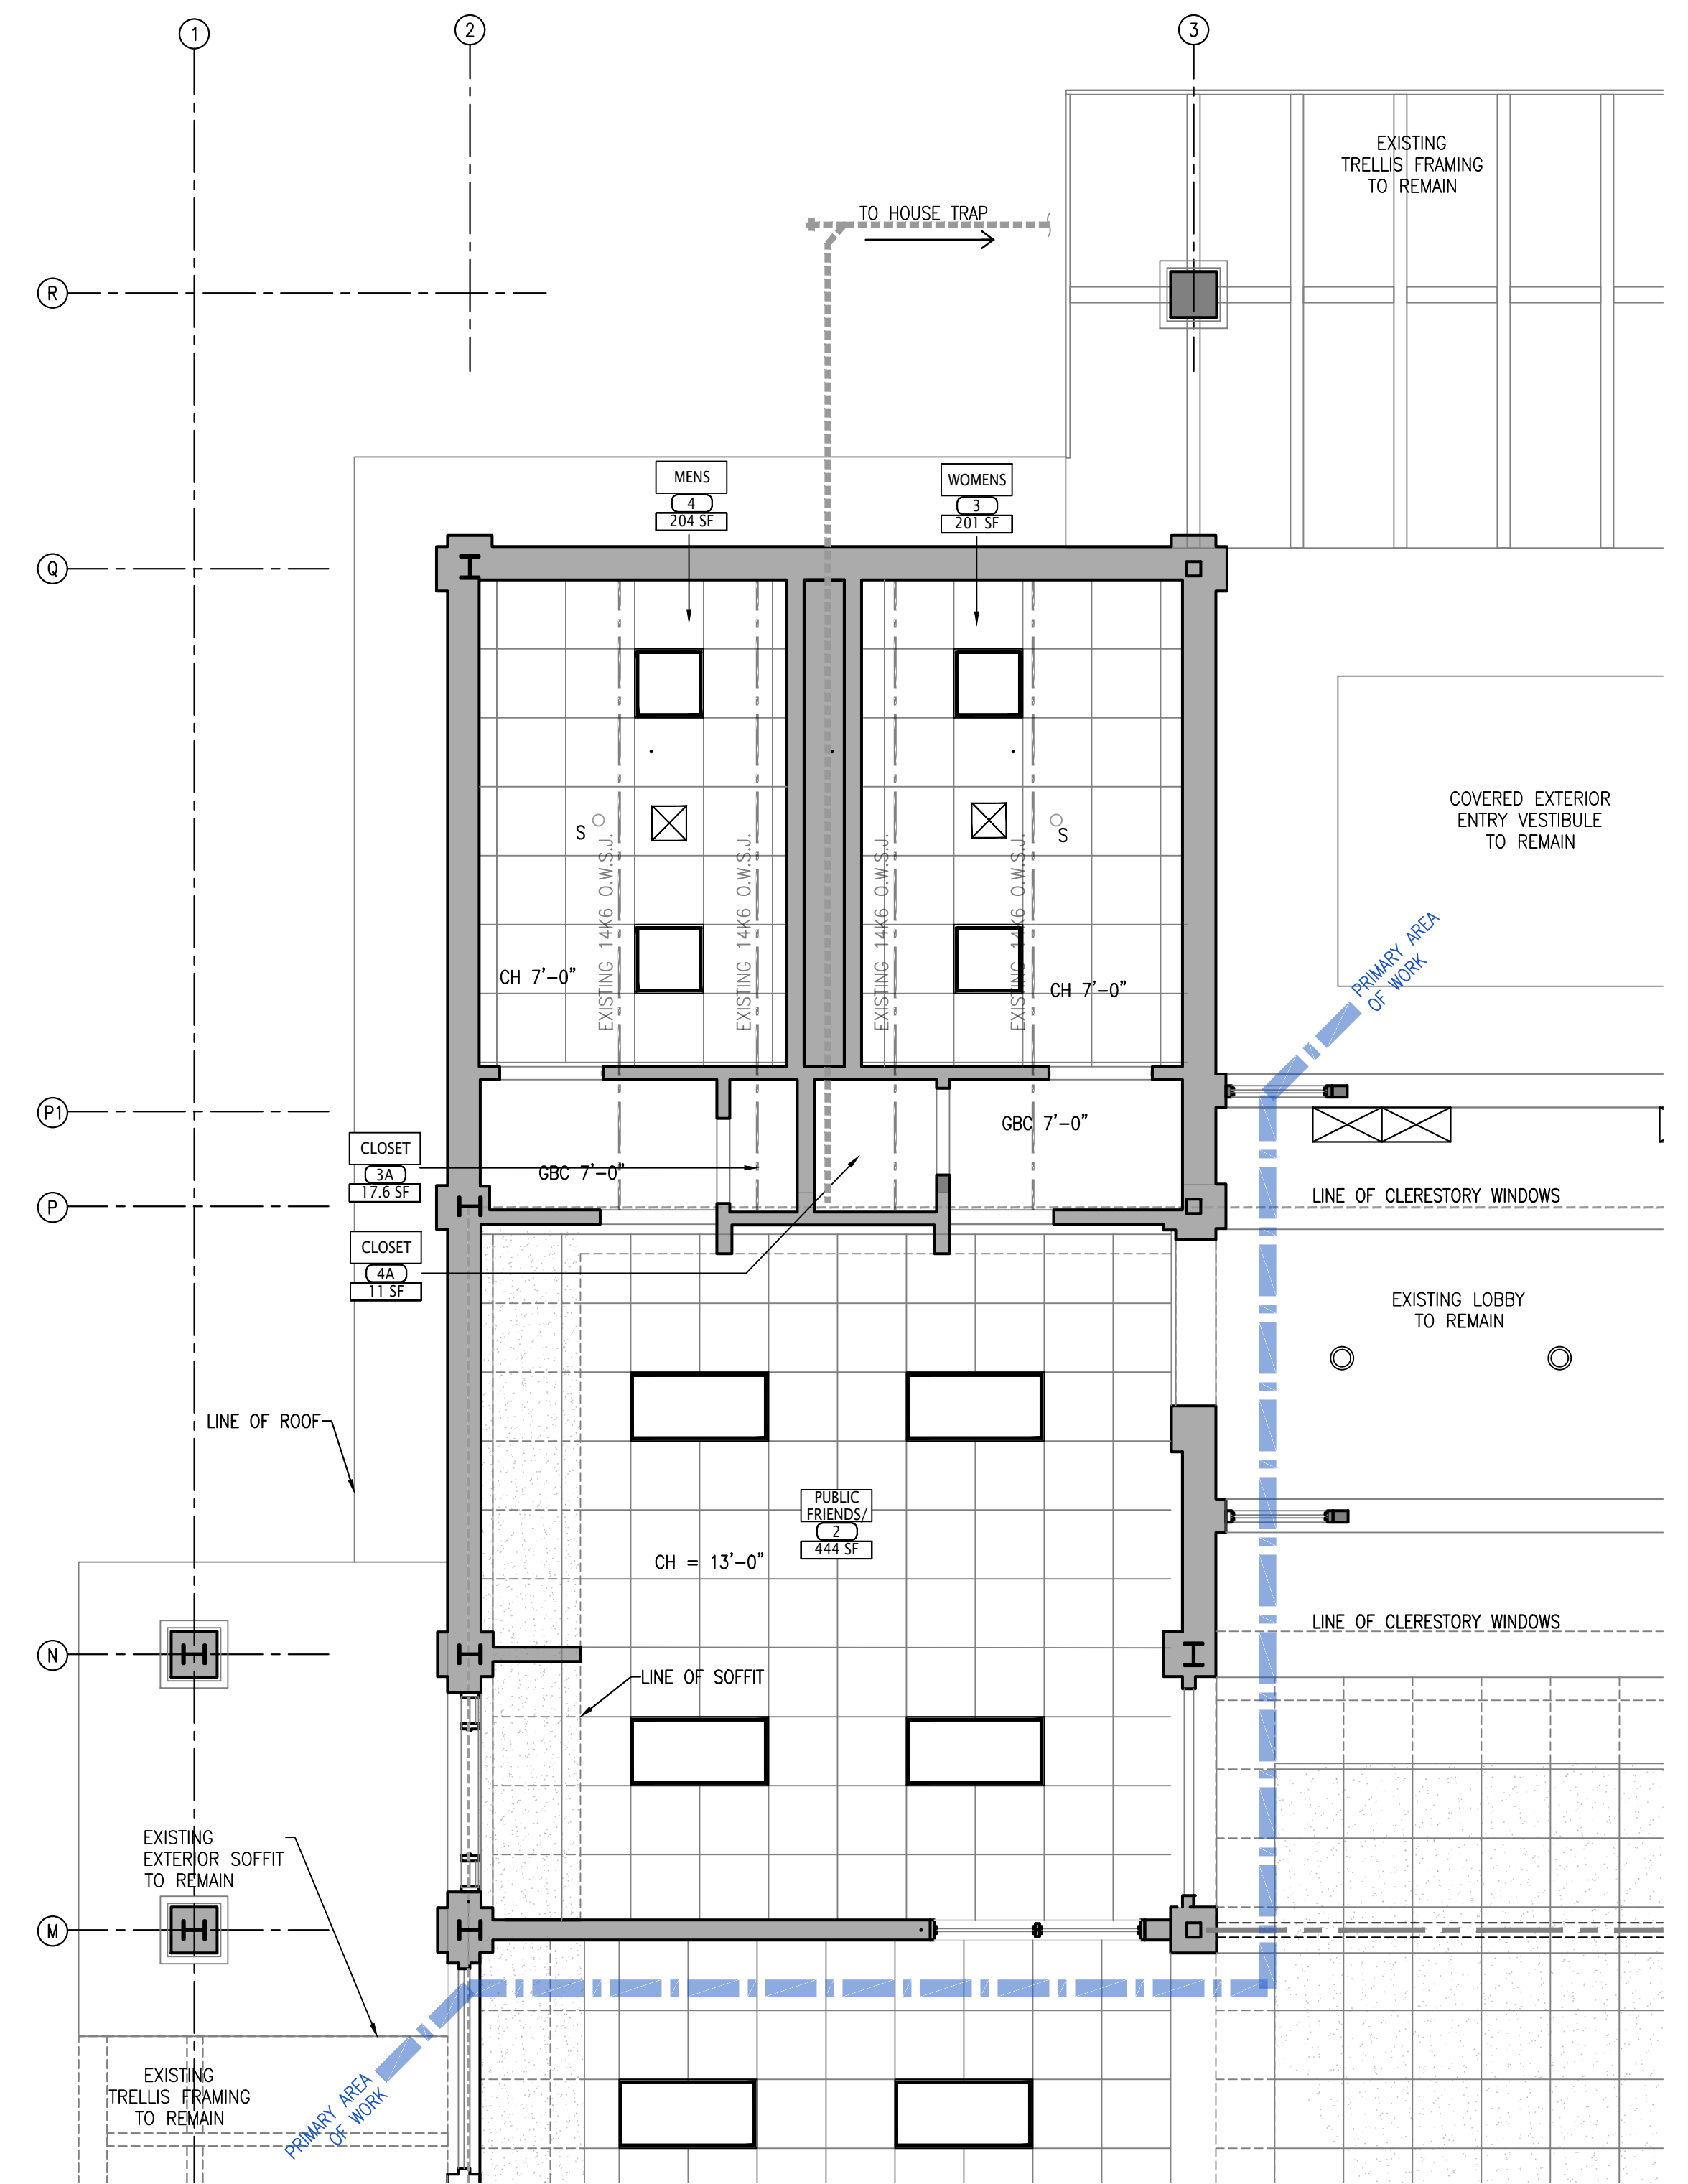 1
2
3
EXISTING
TRELLIS FRAMING
TO REMAIN
TO HOUSE TRAP
R
MENS
4
204 SF
WOMENS
3
201 SF
Q
COVERED EXTERIOR
ENTRY VESTIBULE
TO REMAIN
S
S
EXISTING 14K6 O.W.S.J.
EXISTING 14K6 O.W.S.J.
EXISTING 14K6 O.W.S.J.
EXISTING 14K6 O.W.S.J.
CH 7'-0"
CH 7'-0"
PRIMARY AREA
OF WORK
P1
GBC 7'-0"
CLOSET
3A
17.6 SF
GBC 7'-0"
P
LINE OF CLERESTORY WINDOWS
CLOSET
4A
11 SF
EXISTING LOBBY
TO REMAIN
LINE OF ROOF
PUBLIC
FRIENDS/
2
444 SF
CH = 13'-0"
LINE OF CLERESTORY WINDOWS
N
LINE OF SOFFIT
EXISTING
EXTERIOR SOFFIT
TO REMAIN
M
EXISTING
TRELLIS FRAMING
TO REMAIN
PRIMARY AREA
OF WORK